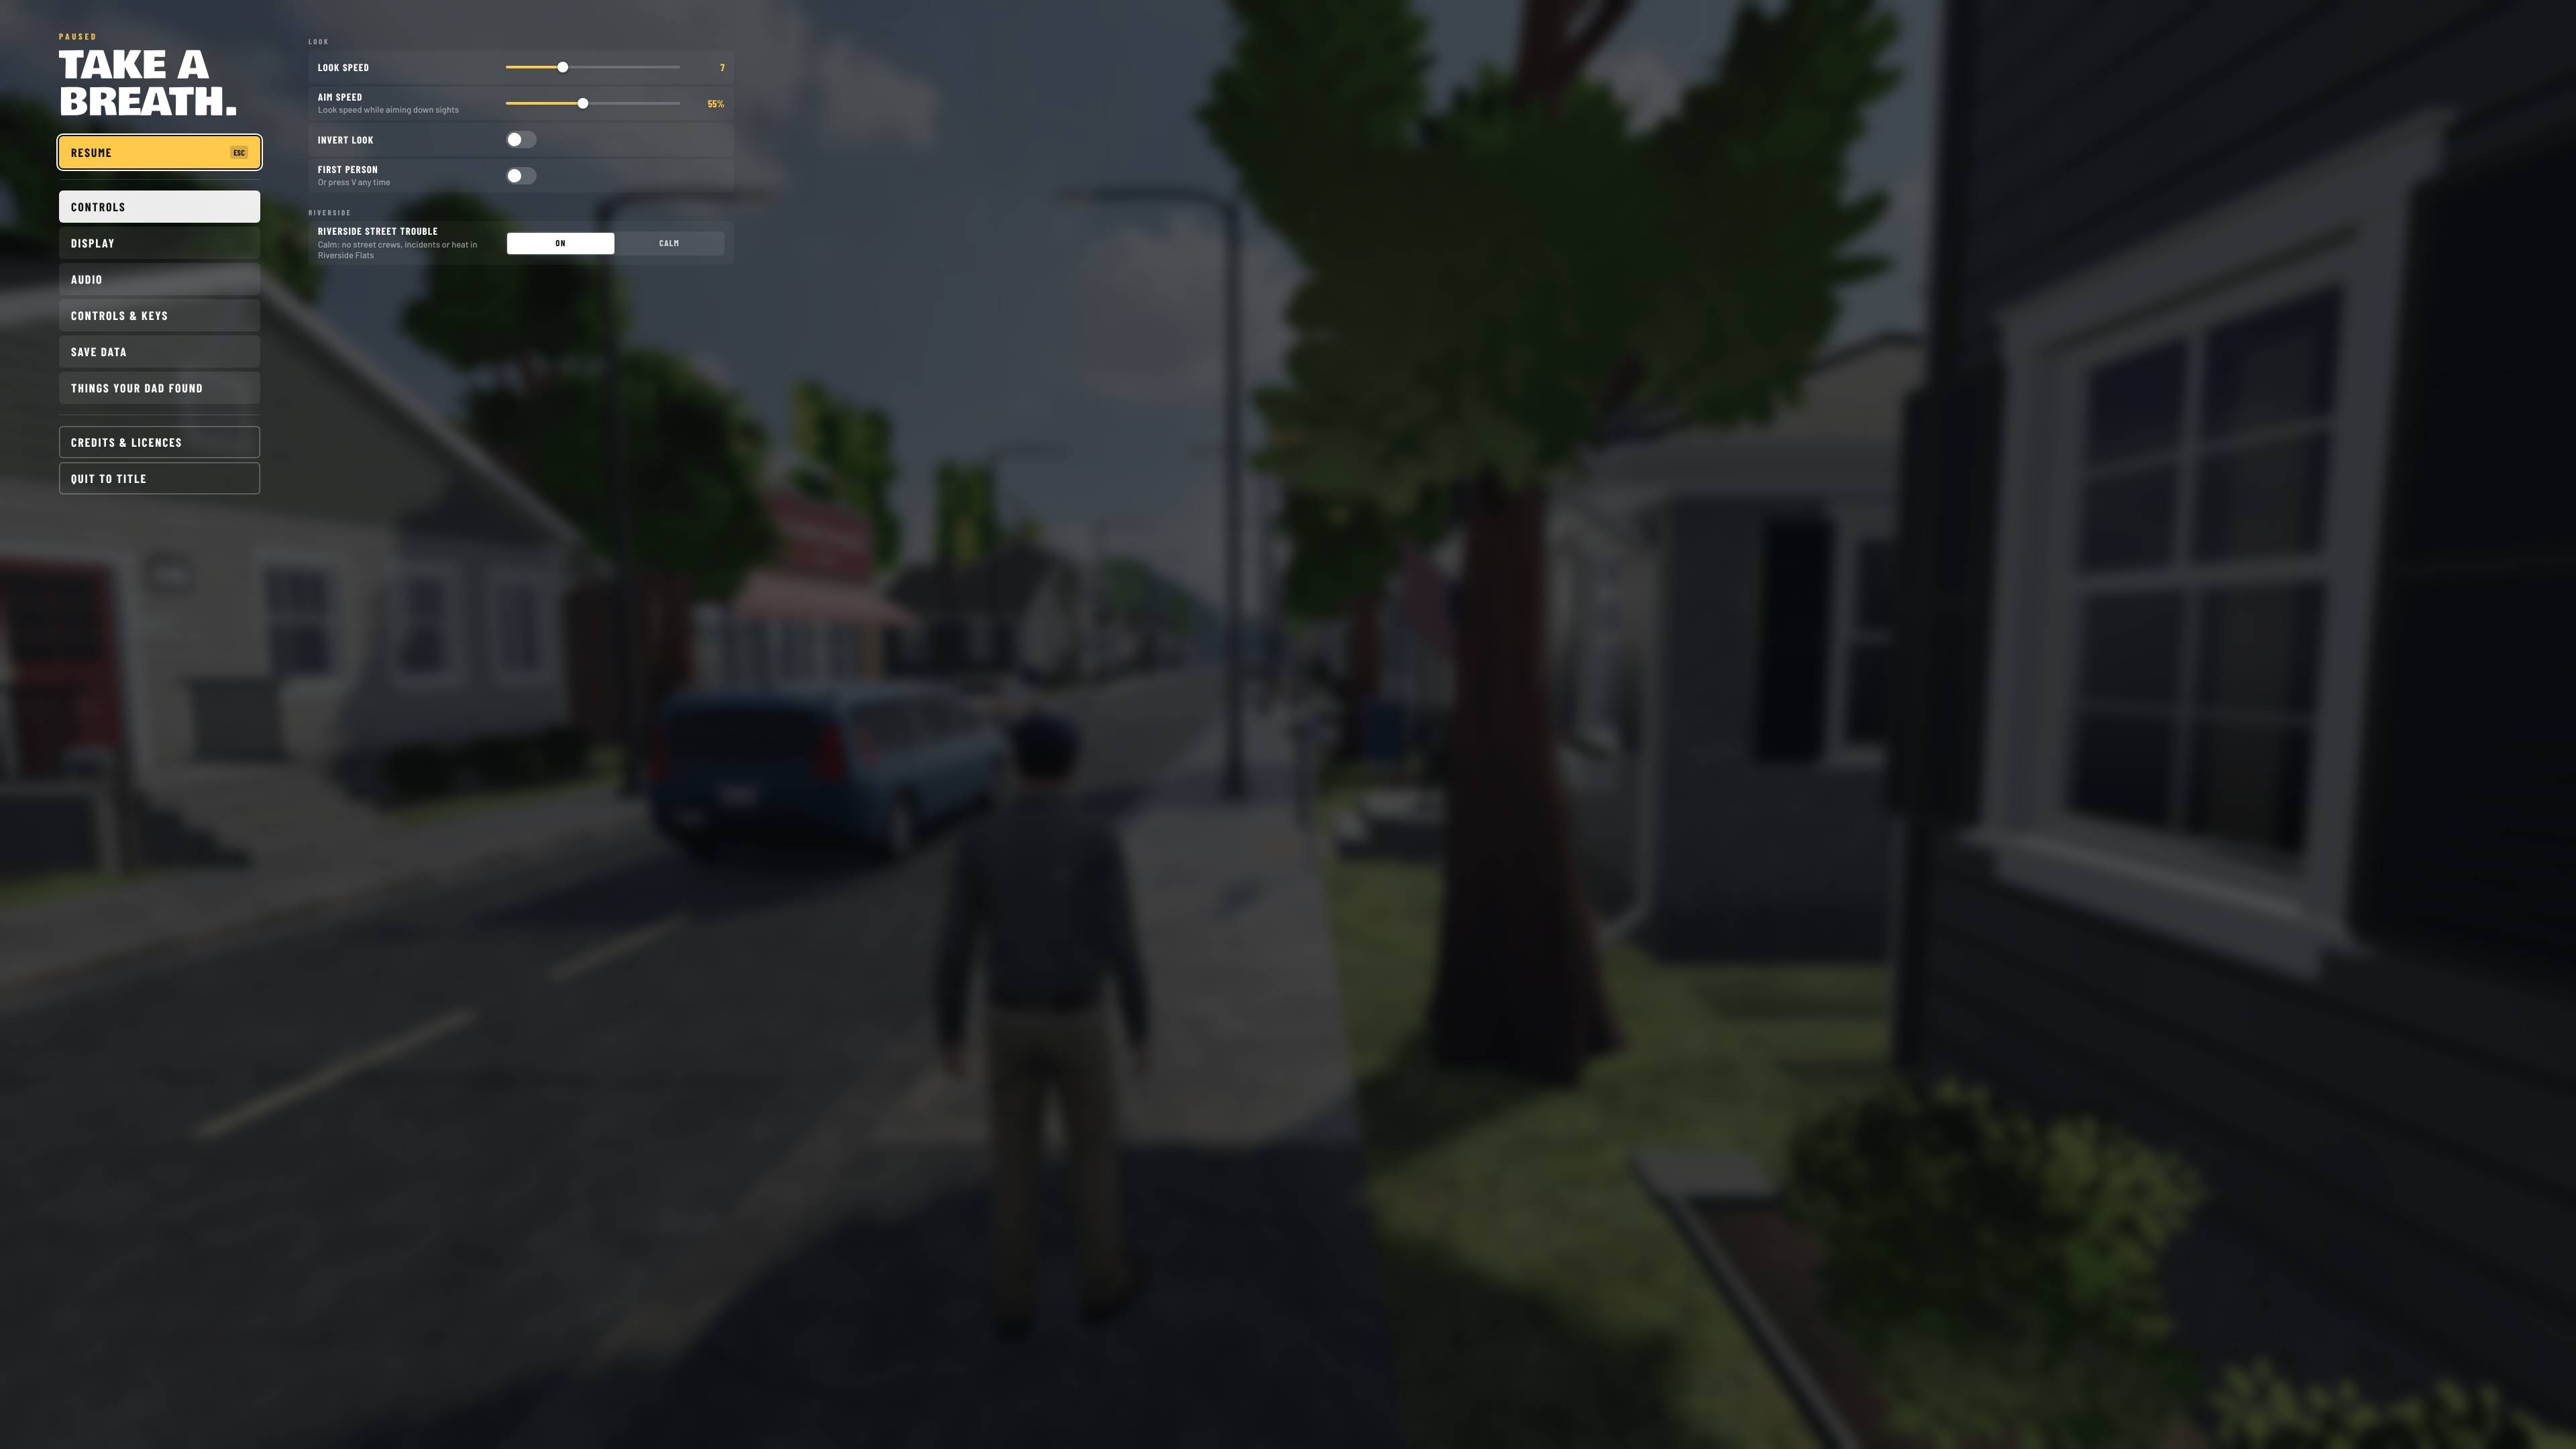 PAUSED
TAKE A
BREATH.
RESUME ESC
CONTROLS
DISPLAY
AUDIO
CONTROLS & KEYS
SAVE DATA
THINGS YOUR DAD FOUND
CREDITS & LICENCES
QUIT TO TITLE
LOOK
LOOK SPEED 7
AIM SPEED 55%
Look speed while aiming down sights
INVERT LOOK
FIRST PERSON
Or press V any time
RIVERSIDE
RIVERSIDE STREET TROUBLE ON CALM
Calm: no street crews, incidents or heat in
Riverside Flats